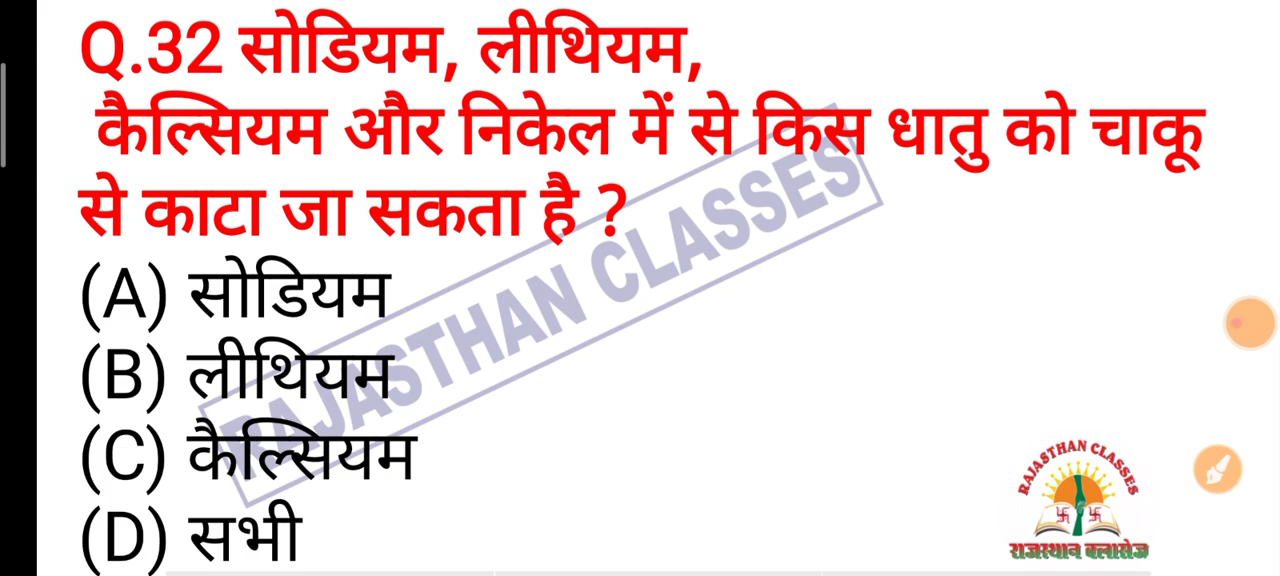 Q.32 सोडियम, लीथियम,
कैल्सियम और निकेल में से किस धातु को चाकू
से काटा जा सकता है ?
(A) सोडियम
(B) लीथियम
(C) कैल्सियम
(D) सभी
RAJASTHAN CLASSES
RAJASTHAN CLASSES
राजस्थान क्लासेज